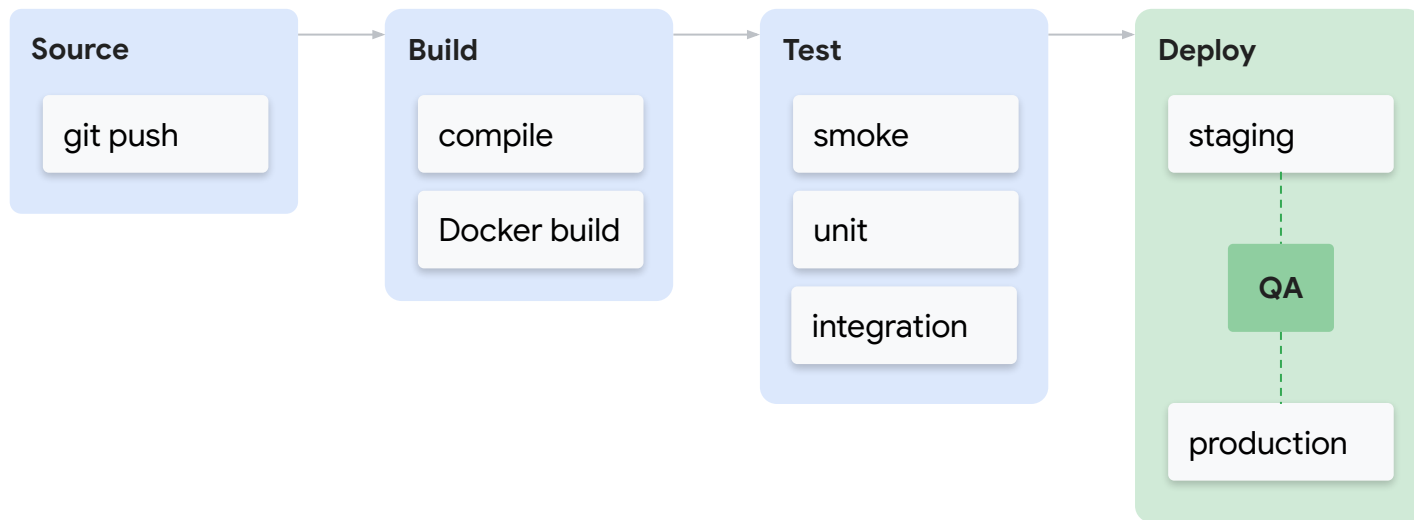 Source
git push
Build
compile
Docker build
Test
smoke
unit
integration
Deploy
staging
QA
production